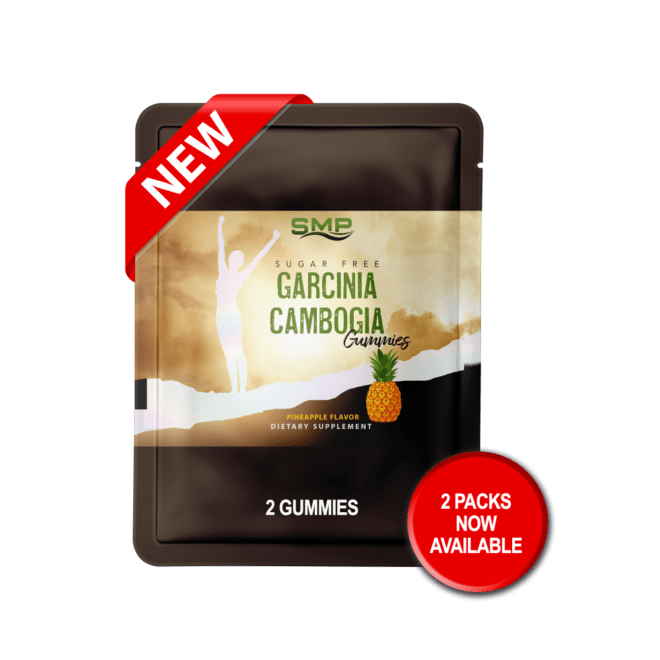 NEW
SMP
SUGAR FREE
GARCINIA
CAMBOGIA
Gummies
PINEAPPLE FLAVOR
DIETARY SUPPLEMENT
2 GUMMIES
2 PACKS
NOW
AVAILABLE